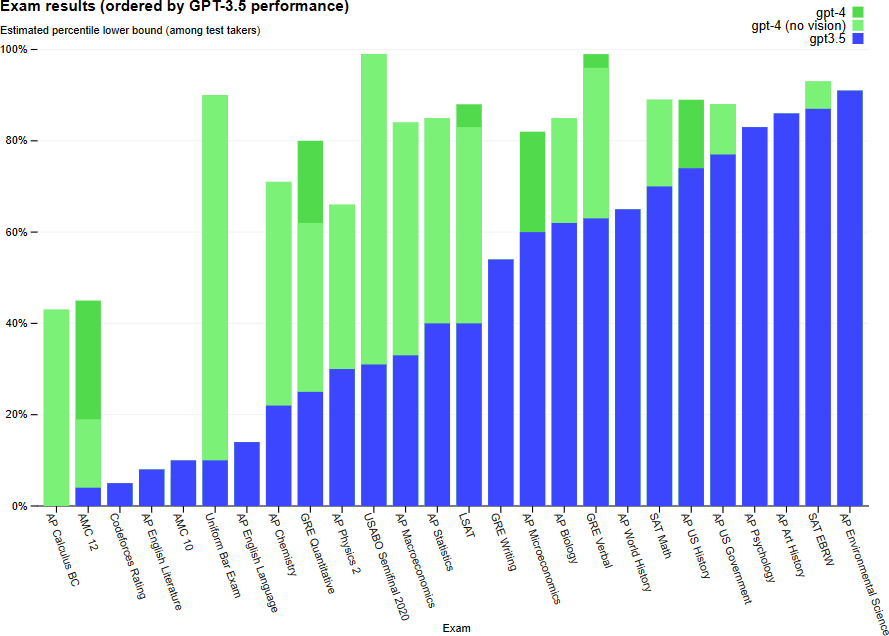 Exam results (ordered by GPT-3.5 performance)
Estimated percentile lower bound (among test takers)
gpt-4
gpt-4 (no vision)
gpt3.5
100%
80%
60%
40%
20%
0%
AP Calculus BC
AMC 12
Codeforces Rating
AP English Literature
AMC 10
Uniform Bar Exam
AP English Language
AP Chemistry
GRE Quantitative
AP Physics 2
USABO Semifinal 2020
AP Macroeconomics
AP Statistics
LSAT
GRE Writing
AP Microeconomics
AP Biology
GRE Verbal
AP World History
SAT Math
AP US History
AP US Government
AP Psychology
AP Art History
SAT EBRW
AP Environmental Science
Exam